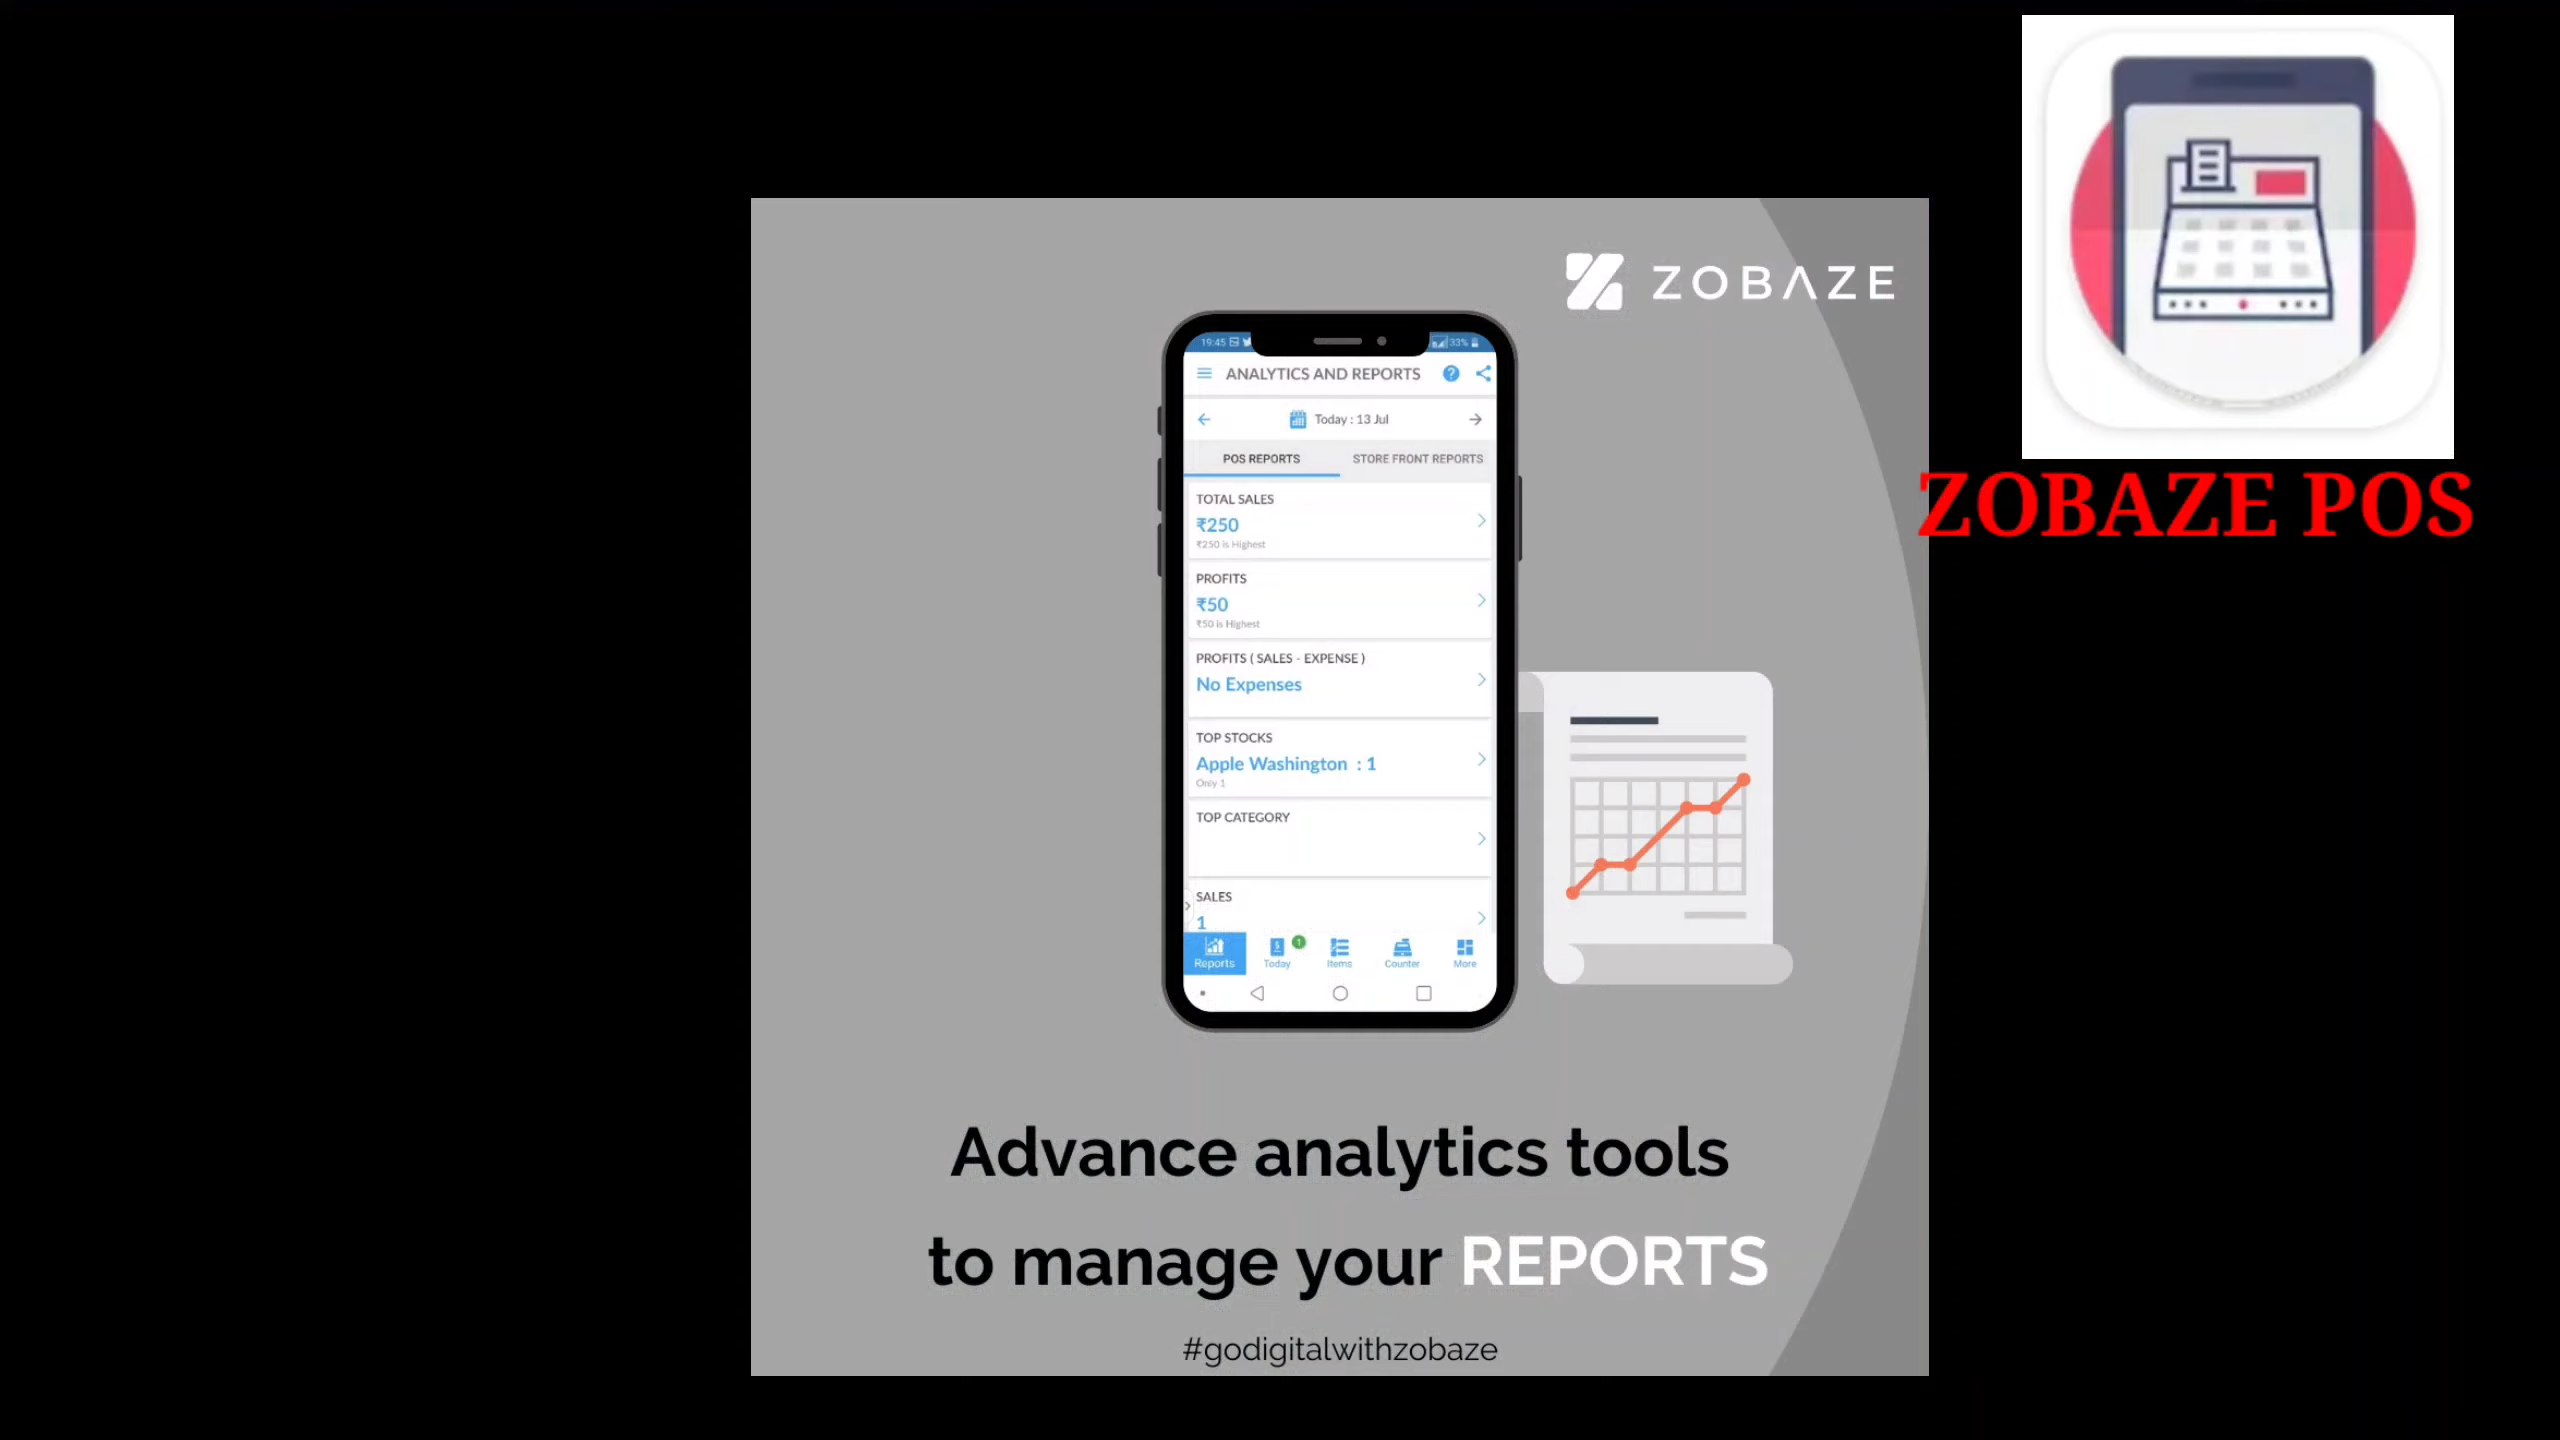 ZOBAZE
ZOBAZE POS
19:45
33%
ANALYTICS AND REPORTS
Today : 13 Jul
POS REPORTS
STORE FRONT REPORTS
TOTAL SALES
₹250
₹250 is Highest
PROFITS
₹50
₹50 is Highest
PROFITS ( SALES - EXPENSE )
No Expenses
TOP STOCKS
Apple Washington : 1
Only 1
TOP CATEGORY
SALES
1
1
Reports
Today
Items
Counter
More
Advance analytics tools
to manage your REPORTS
#godigitalwithzobaze